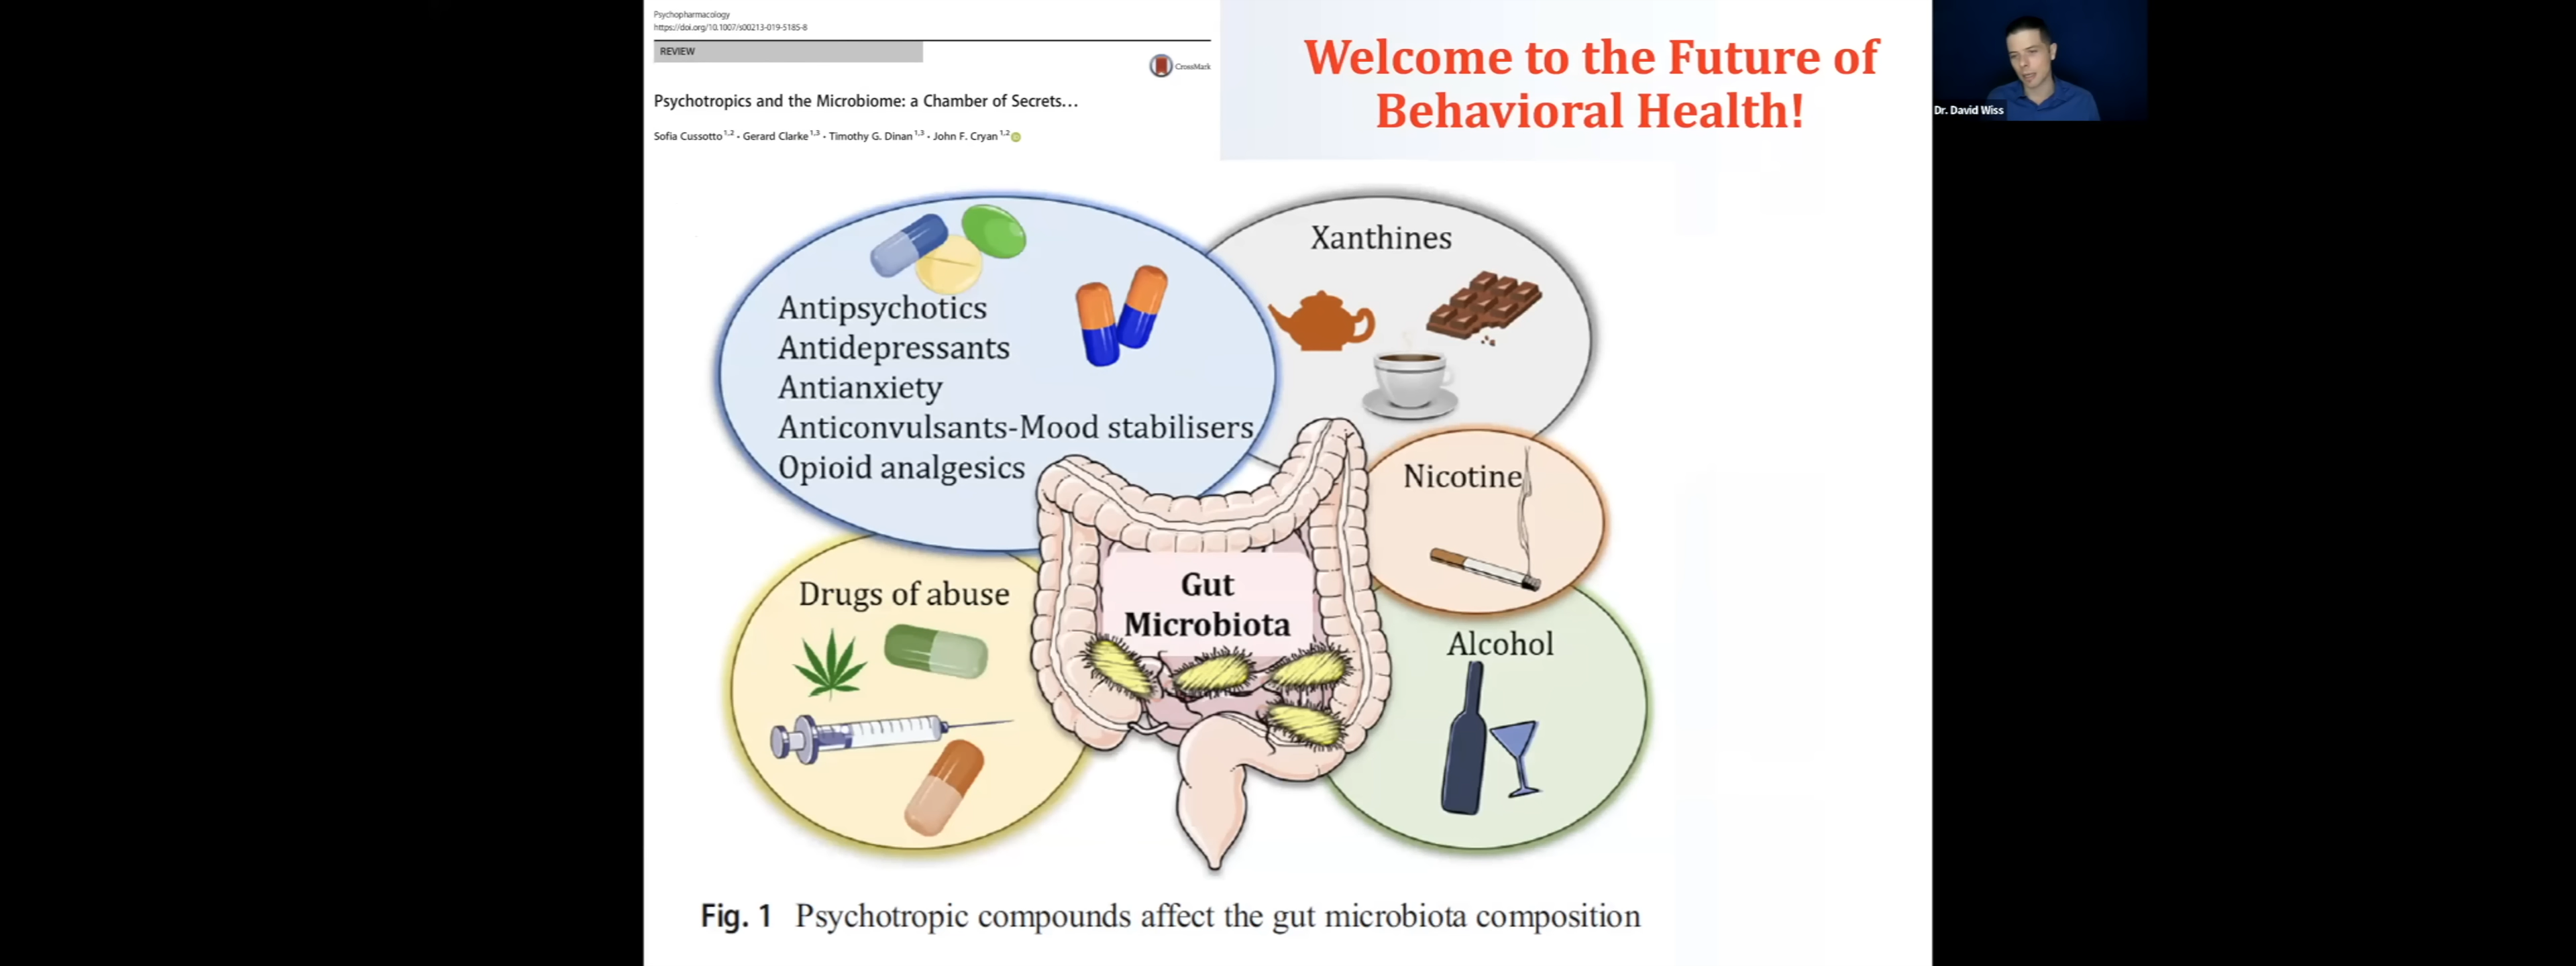 Psychopharmacology
https://doi.org/10.1007/s00213-019-5185-8
REVIEW
CrossMark
Psychotropics and the Microbiome: a Chamber of Secrets…
Sofia Cussotto 1,2 · Gerard Clarke 1,3 · Timothy G. Dinan 1,3 · John F. Cryan 1,2
Welcome to the Future of
Behavioral Health!
Dr. David Wiss
Antipsychotics
Antidepressants
Antianxiety
Anticonvulsants-Mood stabilisers
Opioid analgesics
Xanthines
Nicotine
Drugs of abuse
Gut
Microbiota
Alcohol
Fig. 1 Psychotropic compounds affect the gut microbiota composition